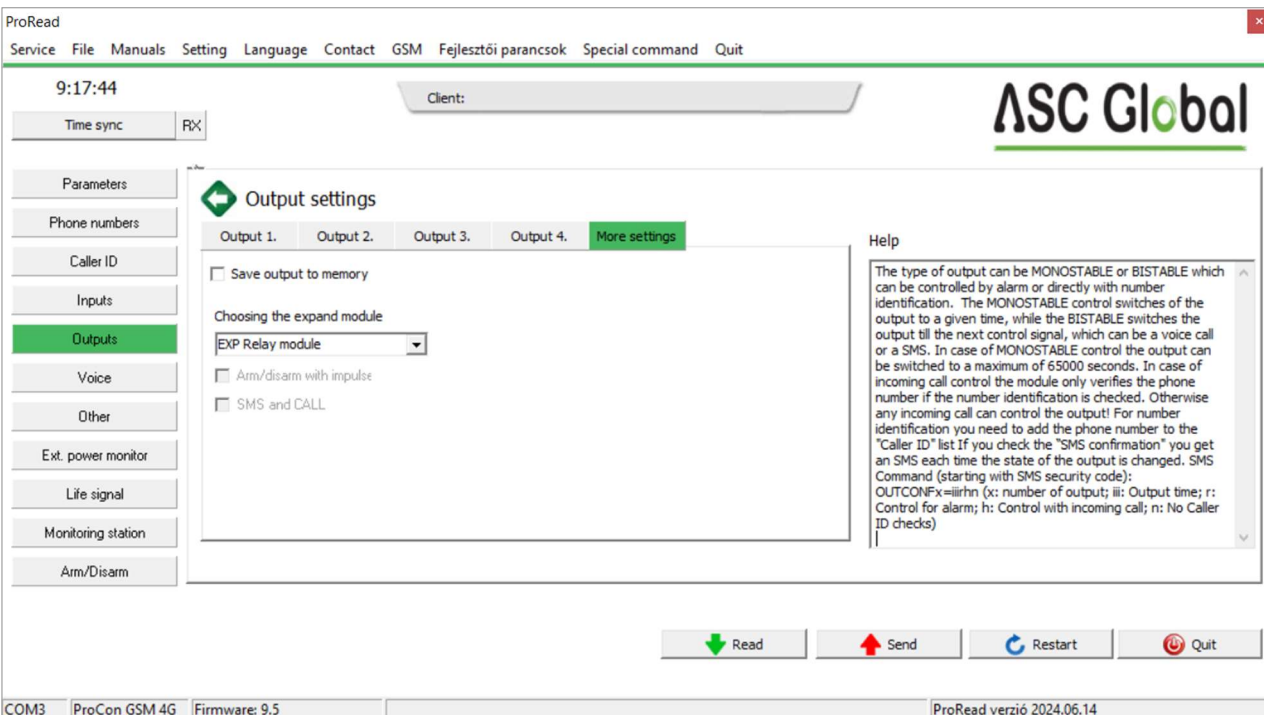 ProRead
Service File Manuals Setting Language Contact GSM Fejlesztői parancsok Special command Quit
9:17:44
Client:
ASC Global
Time sync
RX
Parameters
Phone numbers
Caller ID
Inputs
Outputs
Voice
Other
Ext. power monitor
Life signal
Monitoring station
Arm/Disarm
Output settings
Output 1. Output 2. Output 3. Output 4. More settings
Save output to memory
Choosing the expand module
EXP Relay module
Arm/disarm with impulse
SMS and CALL
Help
The type of output can be MONOSTABLE or BISTABLE which
can be controlled by alarm or directly with number
identification. The MONOSTABLE control switches of the
output to a given time, while the BISTABLE switches the
output till the next control signal, which can be a voice call
or a SMS. In case of MONOSTABLE control the output can
be switched to a maximum of 65000 seconds. In case of
incoming call control the module only verifies the phone
number if the number identification is checked. Otherwise
any incoming call can control the output! For number
identification you need to add the phone number to the
"Caller ID" list If you check the "SMS confirmation" you get
an SMS each time the state of the output is changed. SMS
Command (starting with SMS security code):
OUTCONFx=iiirhn (x: number of output; iii: Output time; r:
Control for alarm; h: Control with incoming call; n: No Caller
ID checks)
Read
Send
Restart
Quit
COM3 ProCon GSM 4G Firmware: 9.5 ProRead verzió 2024.06.14